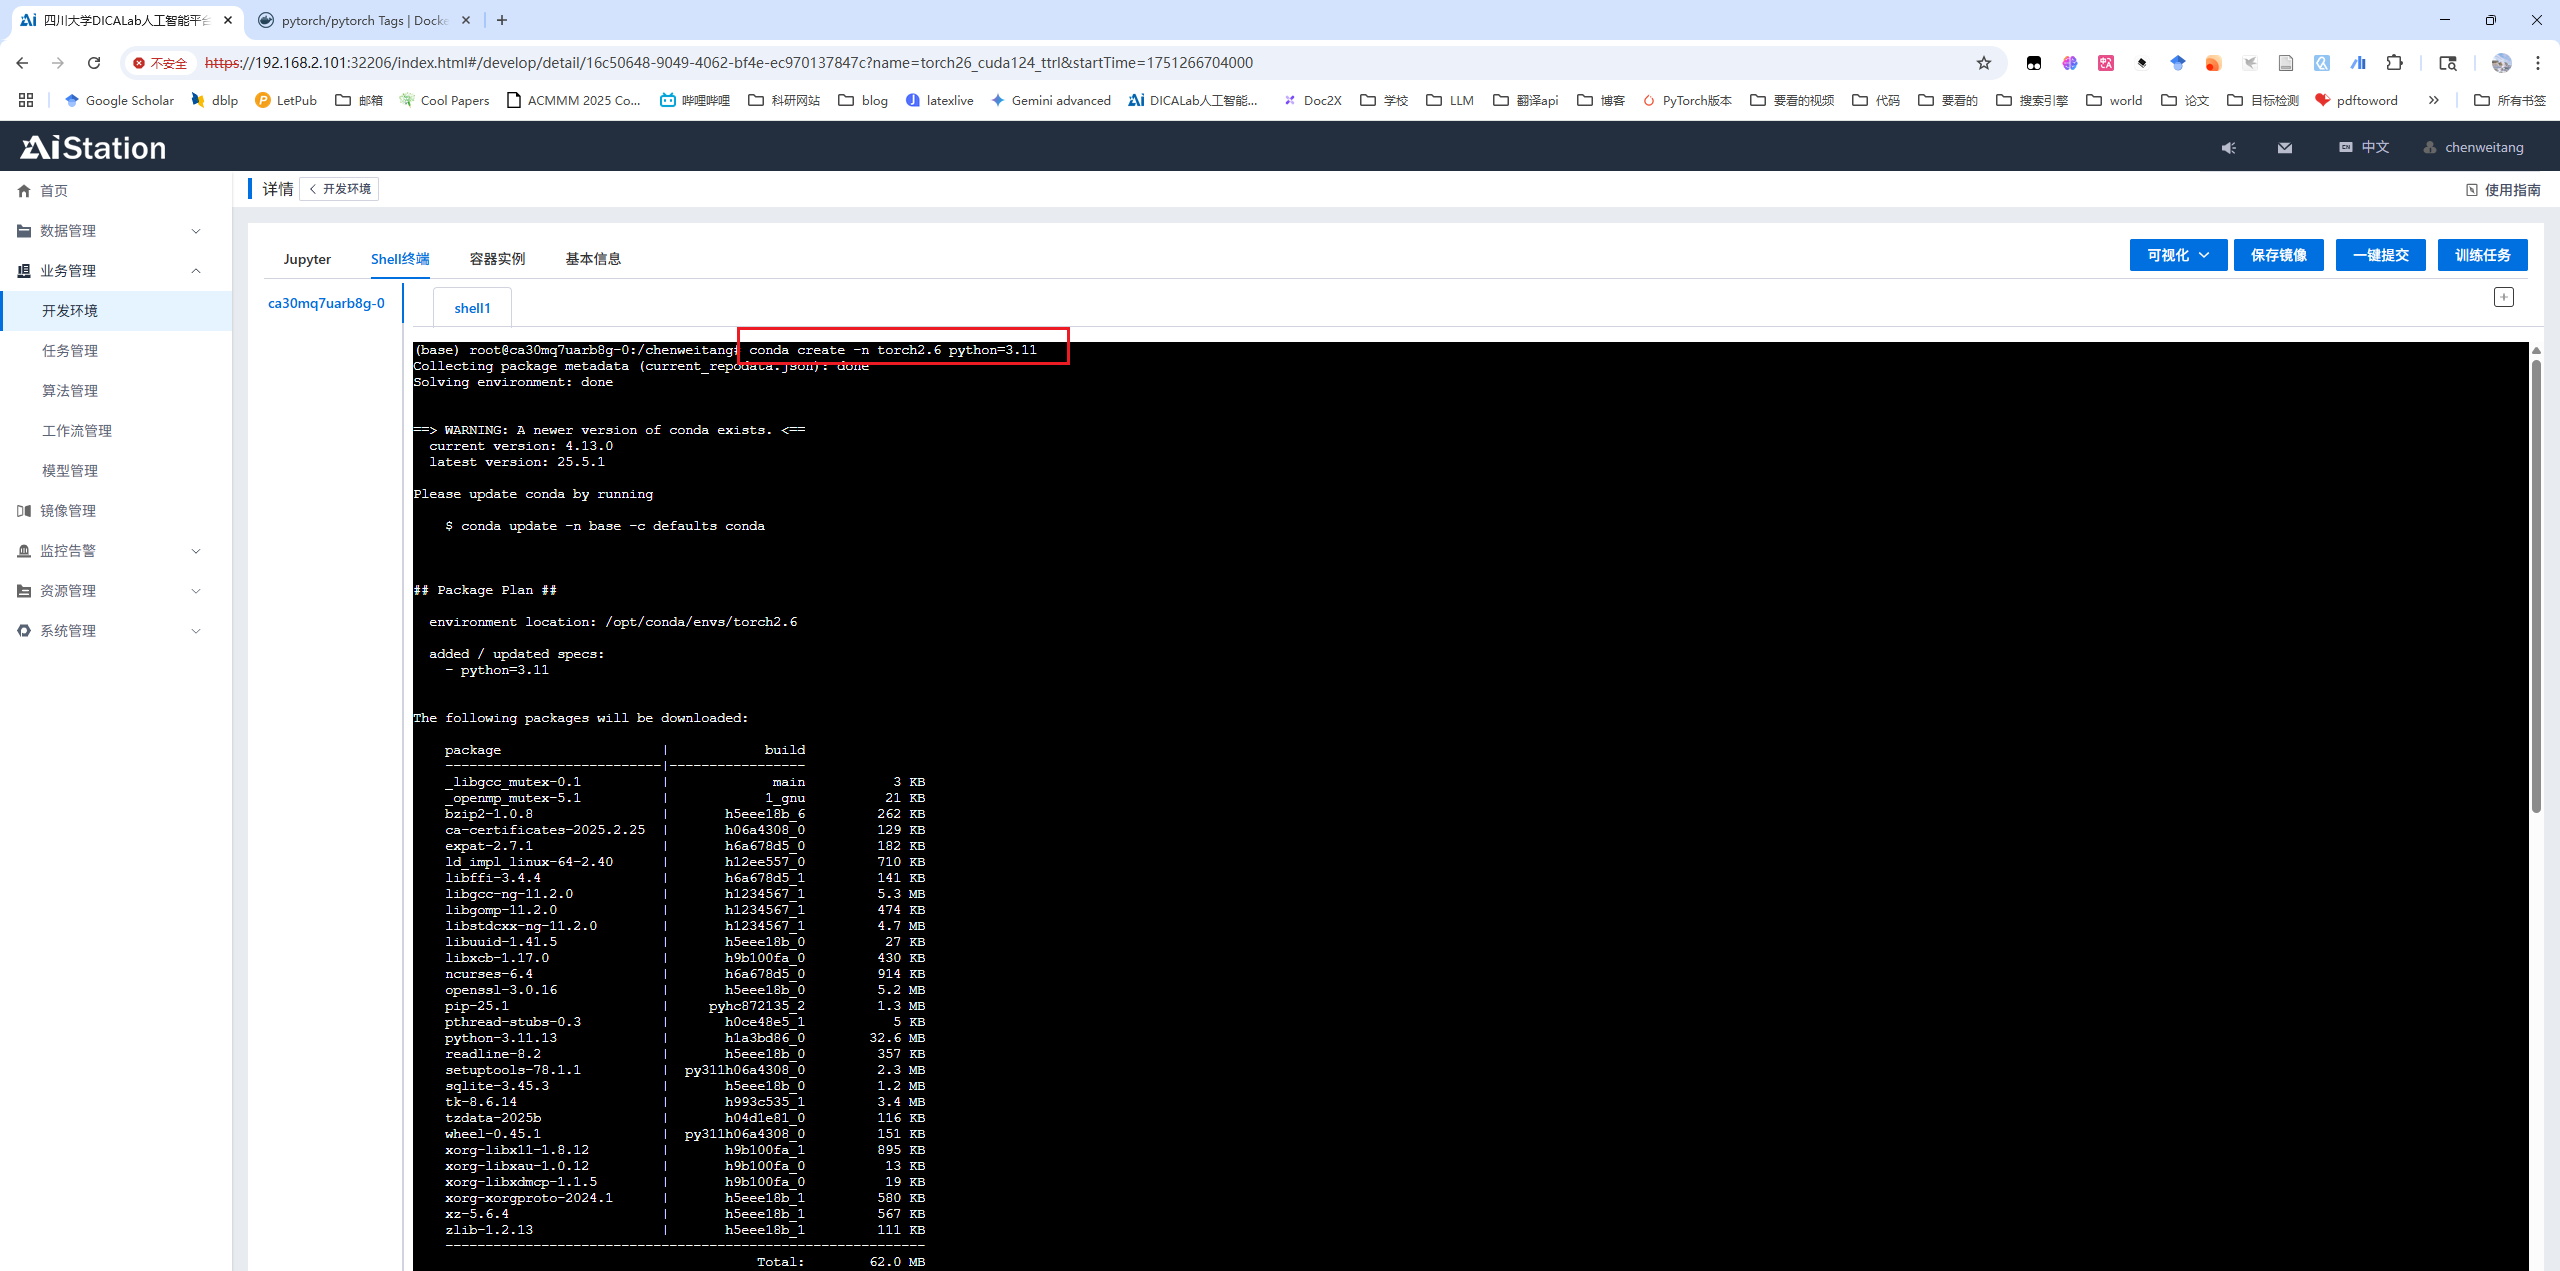 四川大学DICALab人工智能平台
pytorch/pytorch Tags | Docke
不安全
https://192.168.2.101:32206/index.html#/develop/detail/16c50648-9049-4062-bf4e-ec970137847c?name=torch26_cuda124_ttrl&startTime=1751266704000
Google Scholar
dblp
LetPub
邮箱
Cool Papers
ACMMM 2025 Co...
哔哩哔哩
科研网站
blog
latexlive
Gemini advanced
DICALab人工智能...
Doc2X
学校
LLM
翻译api
博客
PyTorch版本
要看的视频
代码
要看的
搜索引擎
world
论文
目标检测
pdftoword
所有书签
AiStation
中文
chenweitang
首页
数据管理
业务管理
开发环境
任务管理
算法管理
工作流管理
模型管理
镜像管理
监控告警
资源管理
系统管理
详情
开发环境
使用指南
Jupyter
Shell终端
容器实例
基本信息
可视化
保存镜像
一键提交
训练任务
ca30mq7uarb8g-0
shell1
(base) root@ca30mq7uarb8g-0:/chenweitang# conda create -n torch2.6 python=3.11
Collecting package metadata (current_repodata.json): done
Solving environment: done
==> WARNING: A newer version of conda exists. <==
current version: 4.13.0
latest version: 25.5.1
Please update conda by running
$ conda update -n base -c defaults conda
## Package Plan ##
environment location: /opt/conda/envs/torch2.6
added / updated specs:
- python=3.11
The following packages will be downloaded:
package | build
---------------------------|-----------------
_libgcc_mutex-0.1 | main 3 KB
_openmp_mutex-5.1 | 1_gnu 21 KB
bzip2-1.0.8 | h5eee18b_6 262 KB
ca-certificates-2025.2.25 | h06a4308_0 129 KB
expat-2.7.1 | h6a678d5_0 182 KB
ld_impl_linux-64-2.40 | h12ee557_0 710 KB
libffi-3.4.4 | h6a678d5_1 141 KB
libgcc-ng-11.2.0 | h1234567_1 5.3 MB
libgomp-11.2.0 | h1234567_1 474 KB
libstdcxx-ng-11.2.0 | h1234567_1 4.7 MB
libuuid-1.41.5 | h5eee18b_0 27 KB
libxcb-1.17.0 | h9b100fa_0 430 KB
ncurses-6.4 | h6a678d5_0 914 KB
openssl-3.0.16 | h5eee18b_0 5.2 MB
pip-25.1 | pyhc872135_2 1.3 MB
pthread-stubs-0.3 | h0ce48e5_1 5 KB
python-3.11.13 | h1a3bd86_0 32.6 MB
readline-8.2 | h5eee18b_0 357 KB
setuptools-78.1.1 | py311h06a4308_0 2.3 MB
sqlite-3.45.3 | h5eee18b_0 1.2 MB
tk-8.6.14 | h993c535_1 3.4 MB
tzdata-2025b | h04d1e81_0 116 KB
wheel-0.45.1 | py311h06a4308_0 151 KB
xorg-libx11-1.8.12 | h9b100fa_1 895 KB
xorg-libxau-1.0.12 | h9b100fa_0 13 KB
xorg-libxdmcp-1.1.5 | h9b100fa_0 19 KB
xorg-xorgproto-2024.1 | h5eee18b_1 580 KB
xz-5.6.4 | h5eee18b_1 567 KB
zlib-1.2.13 | h5eee18b_1 111 KB
------------------------------------------------------------
Total: 62.0 MB